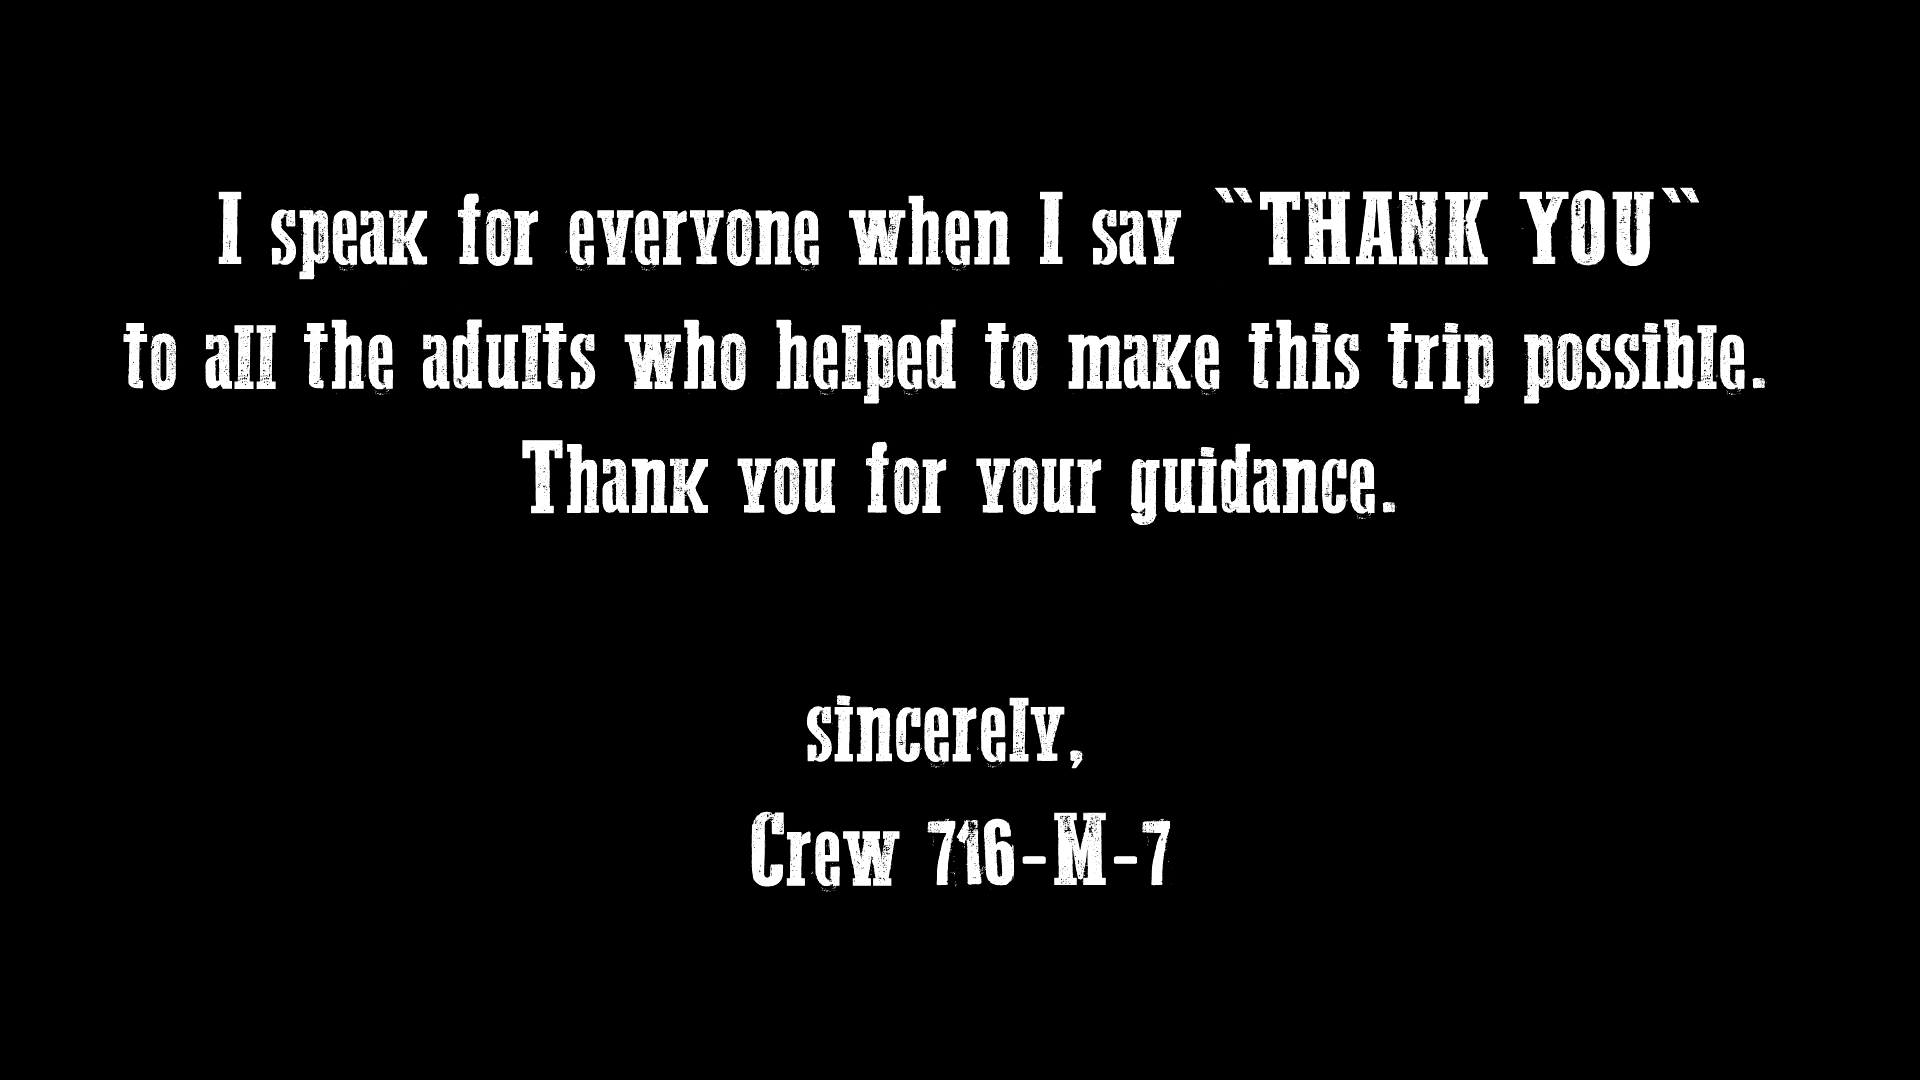 I speak for everyone when I say ``THANK YOU``
to all the adults who helped to make this trip possible.
Thank you for your guidance.
sincerely,
Crew 716-M-7